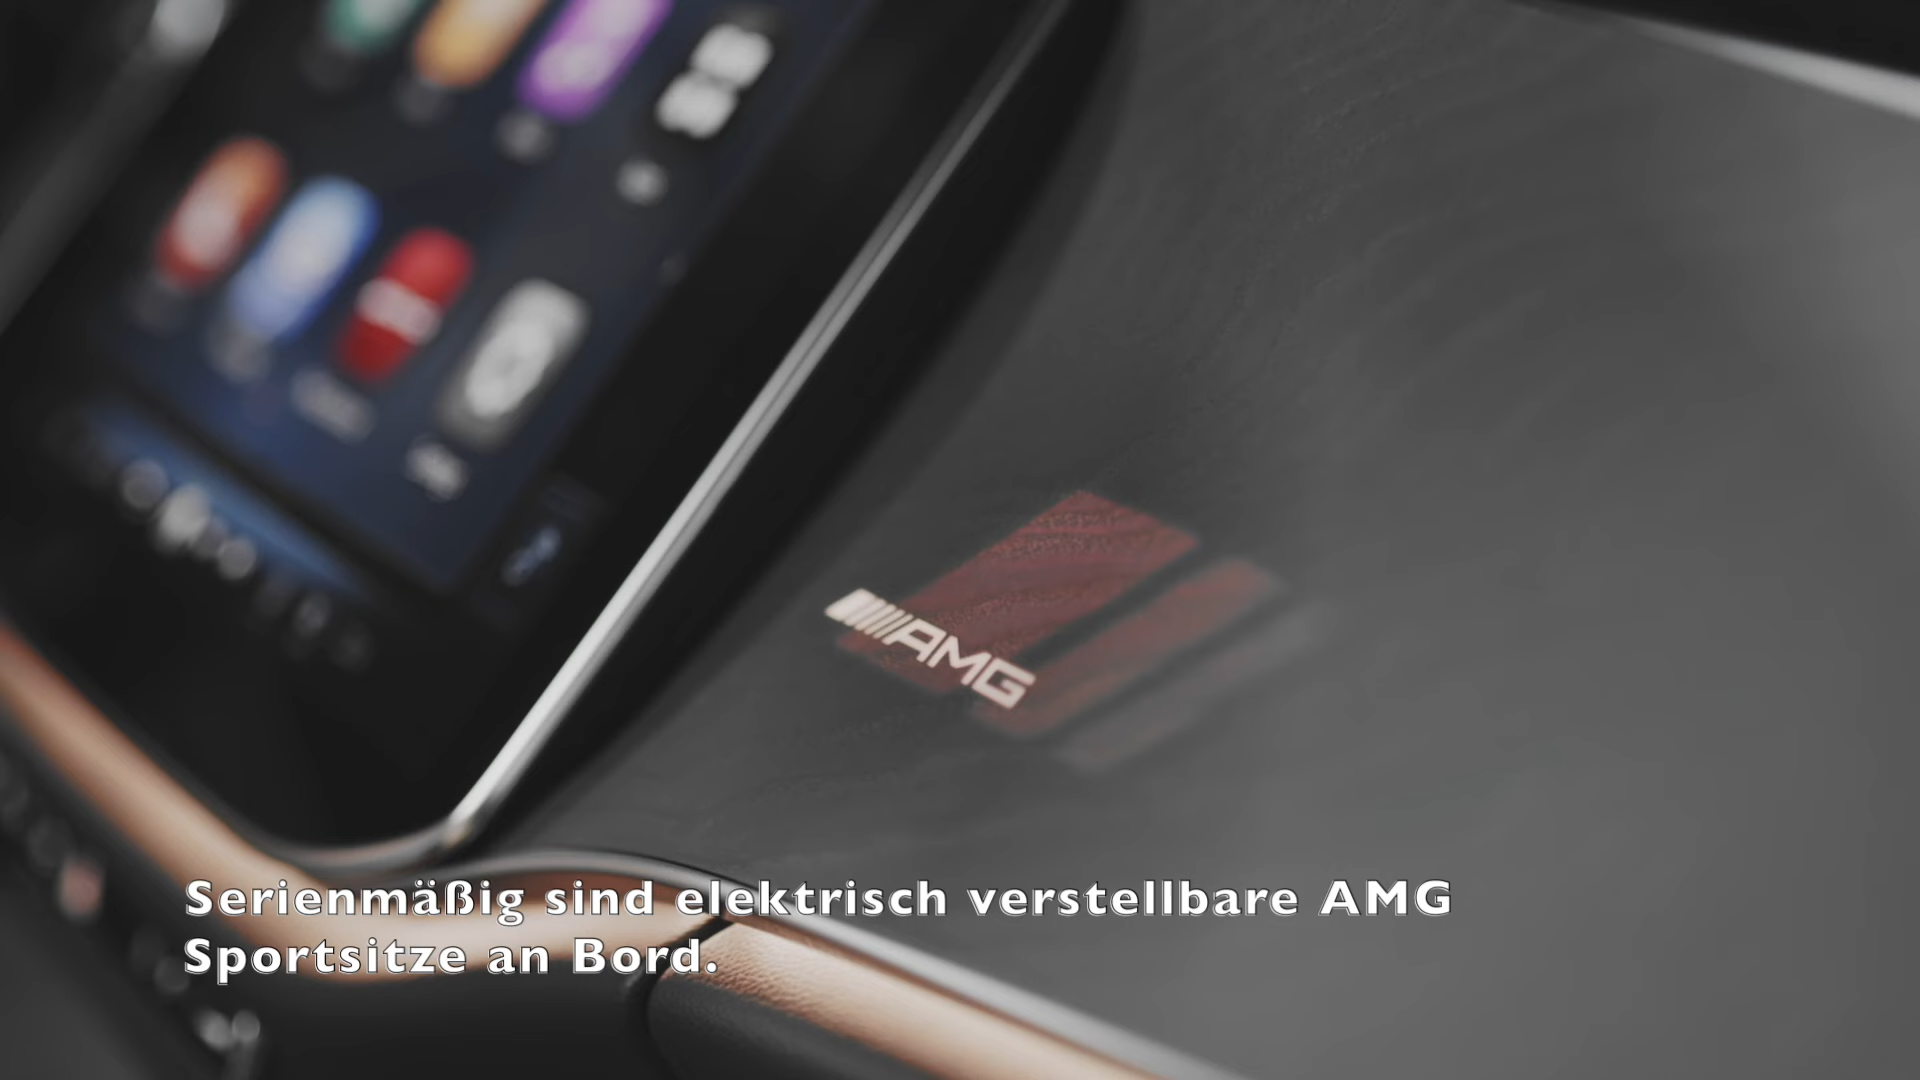 AMG
Serienmäßig sind elektrisch verstellbare AMG
Sportsitze an Bord.